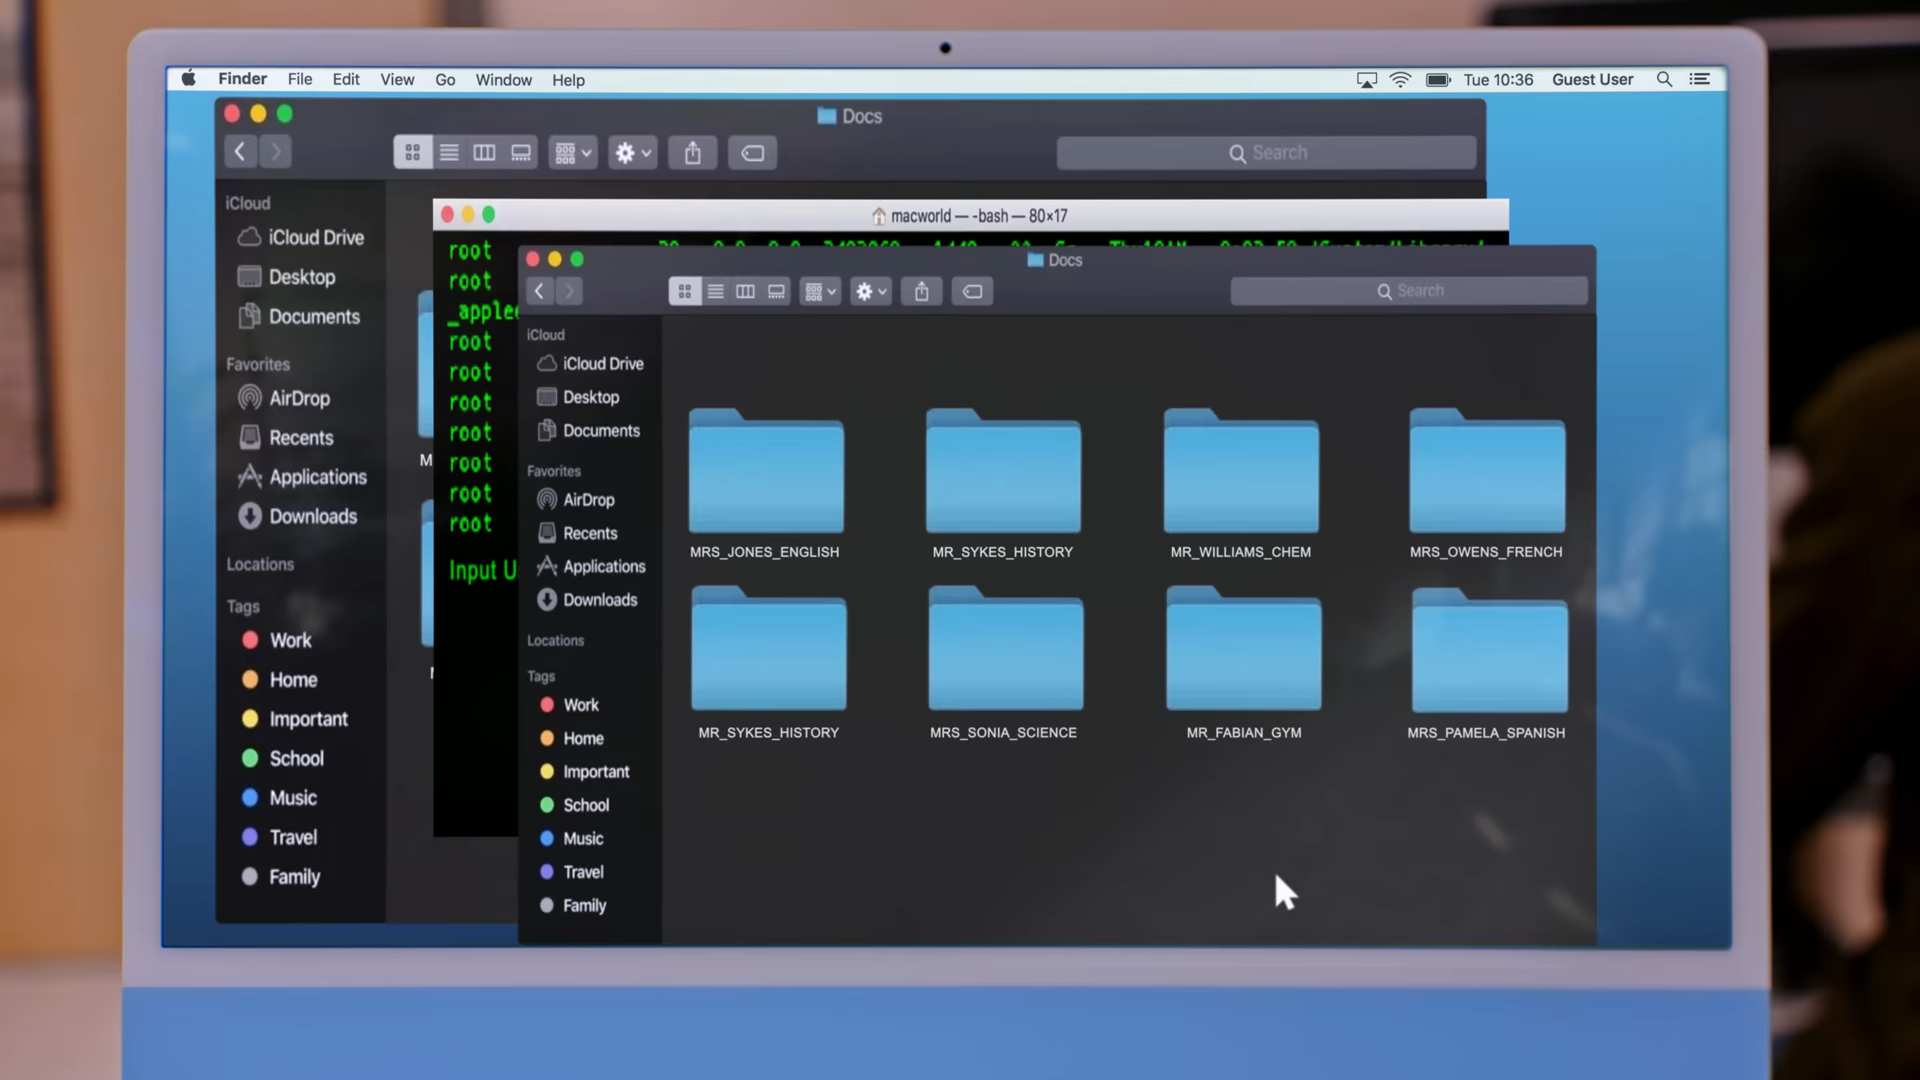 Finder File Edit View Go Window Help
Tue 10:36 Guest User
Docs
Search
iCloud
iCloud Drive
Desktop
Documents
Favorites
AirDrop
Recents
Applications
Downloads
Locations
Tags
Work
Home
Important
School
Music
Travel
Family
M
macworld — -bash — 80×17
root
root
_applee
root
root
root
root
root
root
root
Input U
Docs
Search
iCloud
iCloud Drive
Desktop
Documents
Favorites
AirDrop
Recents
Applications
Downloads
Locations
Tags
Work
Home
Important
School
Music
Travel
Family
MRS_JONES_ENGLISH MR_SYKES_HISTORY MR_WILLIAMS_CHEM MRS_OWENS_FRENCH
MR_SYKES_HISTORY MRS_SONIA_SCIENCE MR_FABIAN_GYM MRS_PAMELA_SPANISH